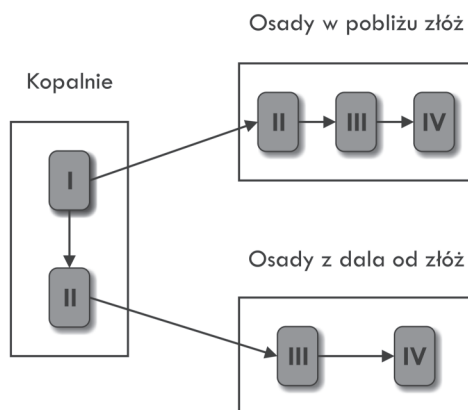 Osady w pobliżu złóż
Kopalnie
II III IV
I
II
Osady z dala od złóż
III IV